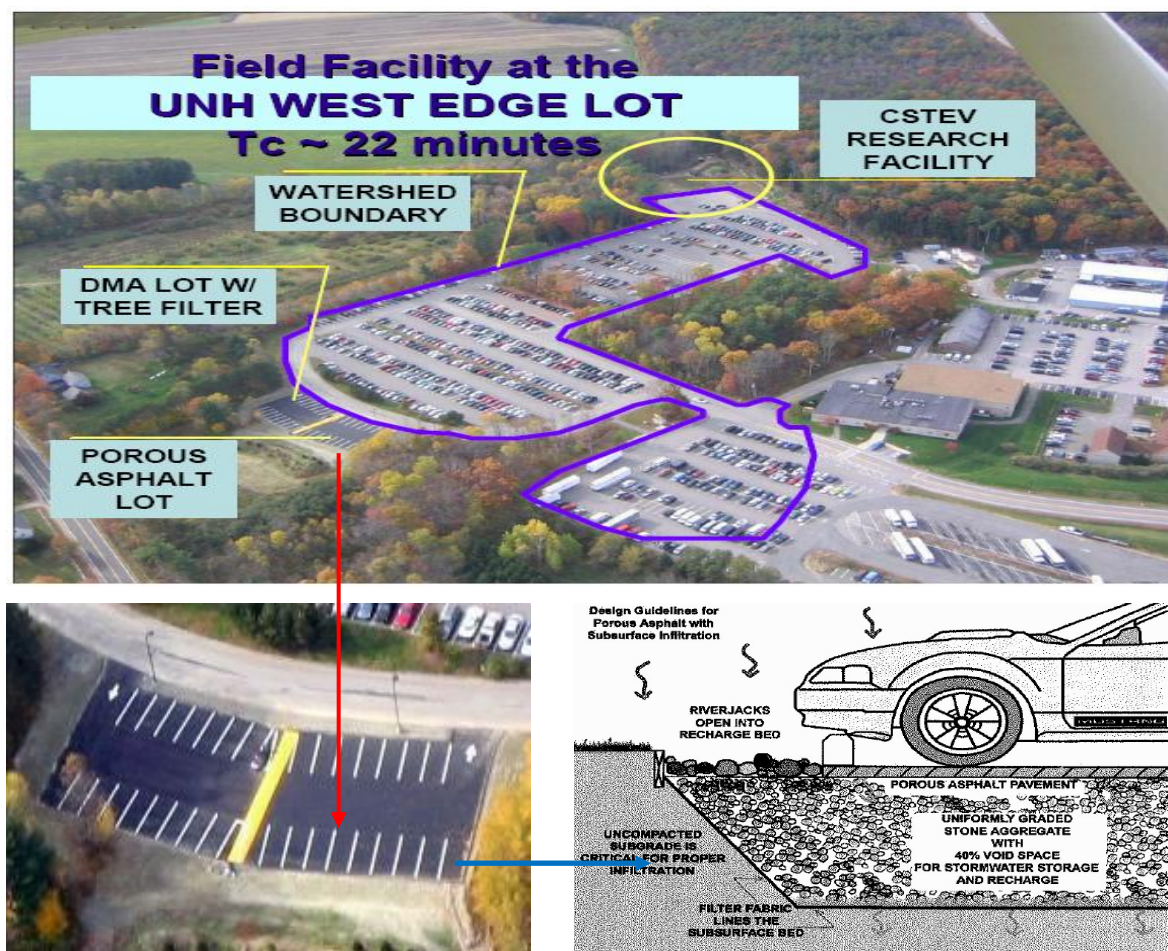 Field Facility at the
UNH WEST EDGE LOT
Tc ~ 22 minutes
CSTEV
RESEARCH
FACILITY
WATERSHED
BOUNDARY
DMA LOT W/
TREE FILTER
POROUS
ASPHALT
LOT
Design Guidelines for
Porous Asphalt with
Subsurface Infiltration
RIVERJACKS
OPEN INTO
RECHARGE BED
POROUS ASPHALT PAVEMENT
UNIFORMLY GRADED
STONE AGGREGATE
WITH
40% VOID SPACE
FOR STORMWATER STORAGE
AND RECHARGE
UNCOMPACTED
SUBGRADE IS
CRITICAL FOR PROPER
INFILTRATION
FILTER FABRIC
LINES THE
SUBSURFACE BED